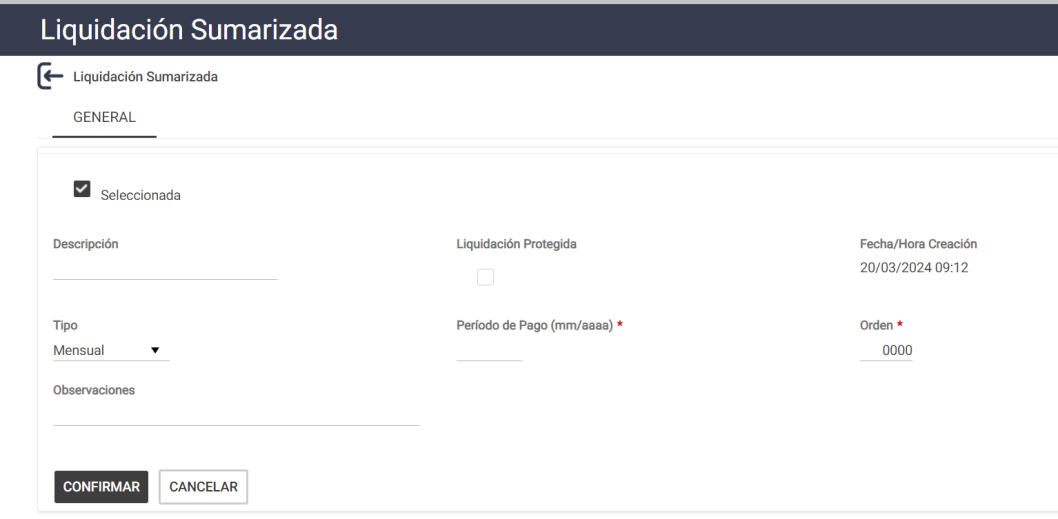 Liquidación Sumarizada
Liquidación Sumarizada
GENERAL
Seleccionada
Descripción
Liquidación Protegida
Fecha/Hora Creación
20/03/2024 09:12
Tipo
Período de Pago (mm/aaaa) *
Orden *
Mensual
0000
Observaciones
CONFIRMAR
CANCELAR